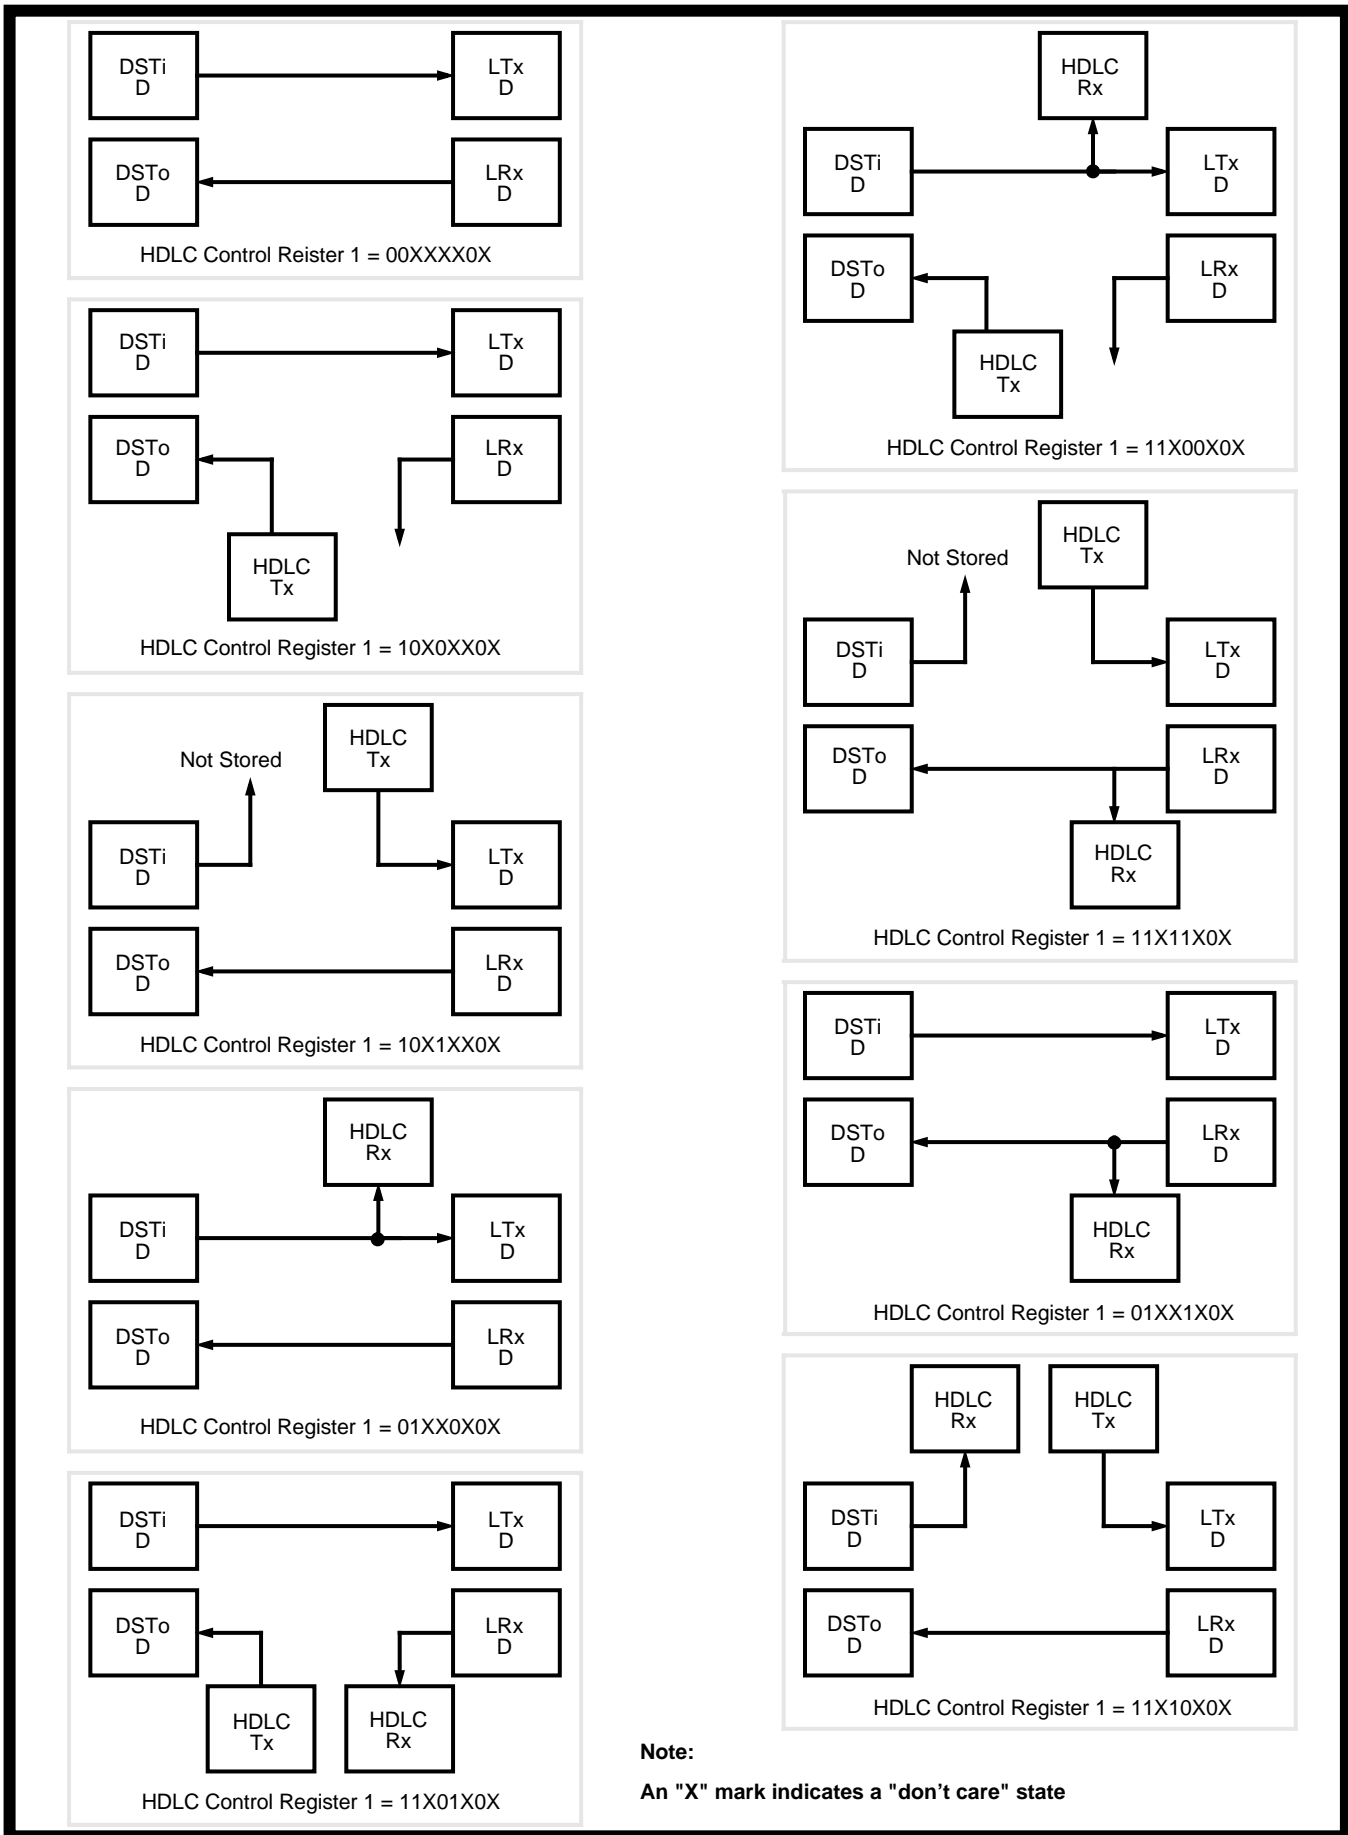 DSTi
D
LTx
D
DSTo
D
LRx
D
HDLC Control Reister 1 = 00XXXX0X
DSTi
D
LTx
D
DSTo
D
LRx
D
HDLC
Tx
HDLC Control Register 1 = 10X0XX0X
HDLC
Tx
Not Stored
DSTi
D
LTx
D
DSTo
D
LRx
D
HDLC Control Register 1 = 10X1XX0X
HDLC
Rx
DSTi
D
LTx
D
DSTo
D
LRx
D
HDLC Control Register 1 = 01XX0X0X
DSTi
D
LTx
D
DSTo
D
LRx
D
HDLC
Tx
HDLC
Rx
HDLC Control Register 1 = 11X01X0X
HDLC
Rx
DSTi
D
LTx
D
DSTo
D
LRx
D
HDLC
Tx
HDLC Control Register 1 = 11X00X0X
HDLC
Tx
Not Stored
DSTi
D
LTx
D
DSTo
D
LRx
D
HDLC
Rx
HDLC Control Register 1 = 11X11X0X
DSTi
D
LTx
D
DSTo
D
LRx
D
HDLC
Rx
HDLC Control Register 1 = 01XX1X0X
HDLC
Rx
HDLC
Tx
DSTi
D
LTx
D
DSTo
D
LRx
D
HDLC Control Register 1 = 11X10X0X
Note:
An "X" mark indicates a "don’t care" state